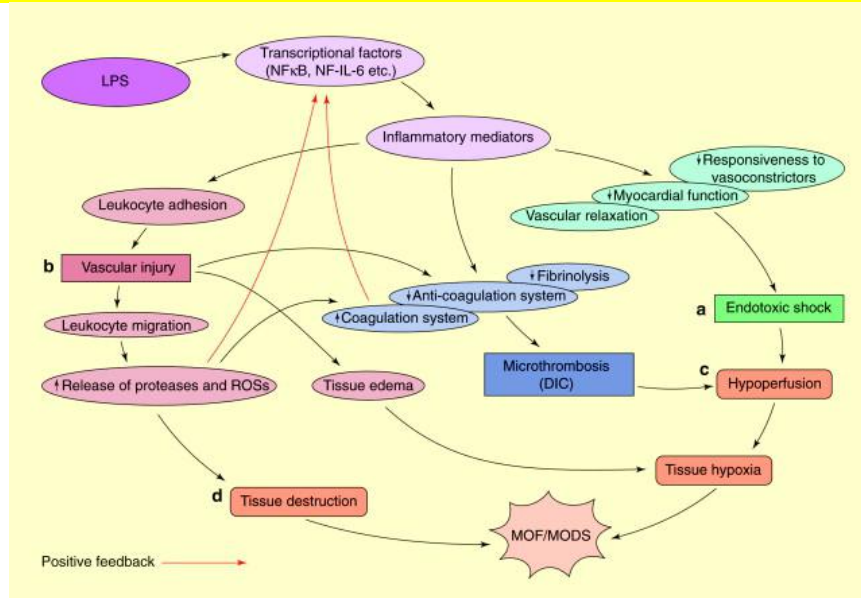 Transcriptional factors
(NFκB, NF-IL-6 etc.)
LPS
Inflammatory mediators
Responsiveness to
vasoconstrictors
Myocardial function
Vascular relaxation
Leukocyte adhesion
b
Vascular injury
Fibrinolysis
Anti-coagulation system
Coagulation system
a
Endotoxic shock
Leukocyte migration
Microthrombosis
(DIC)
c
Hypoperfusion
Release of proteases and ROSs
Tissue edema
Tissue hypoxia
d
Tissue destruction
MOF/MODS
Positive feedback